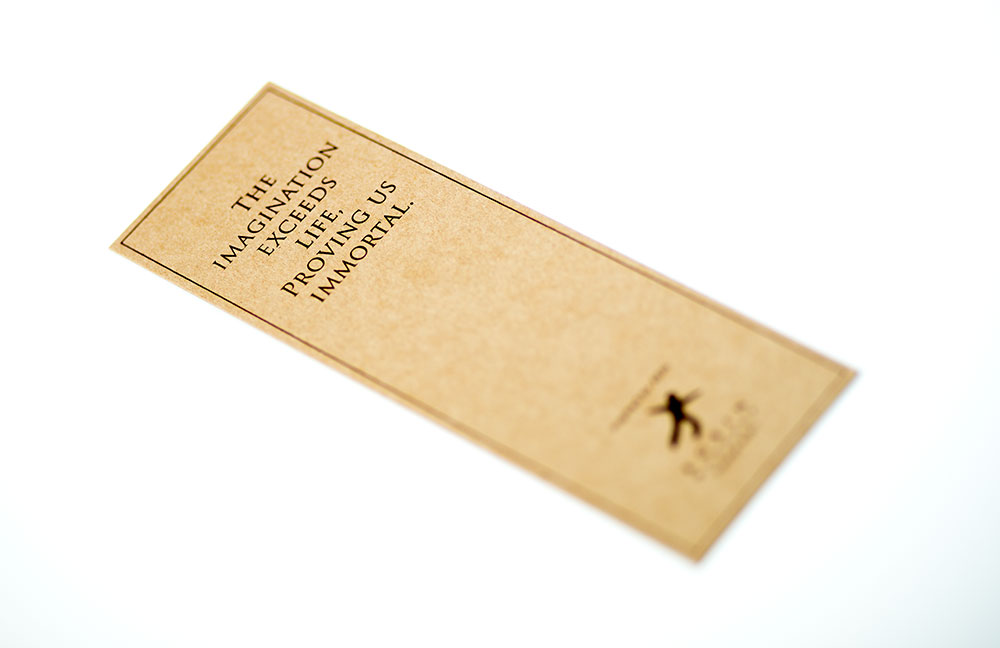 THE
IMAGINATION
EXCEEDS
LIFE,
PROVING US
IMMORTAL.